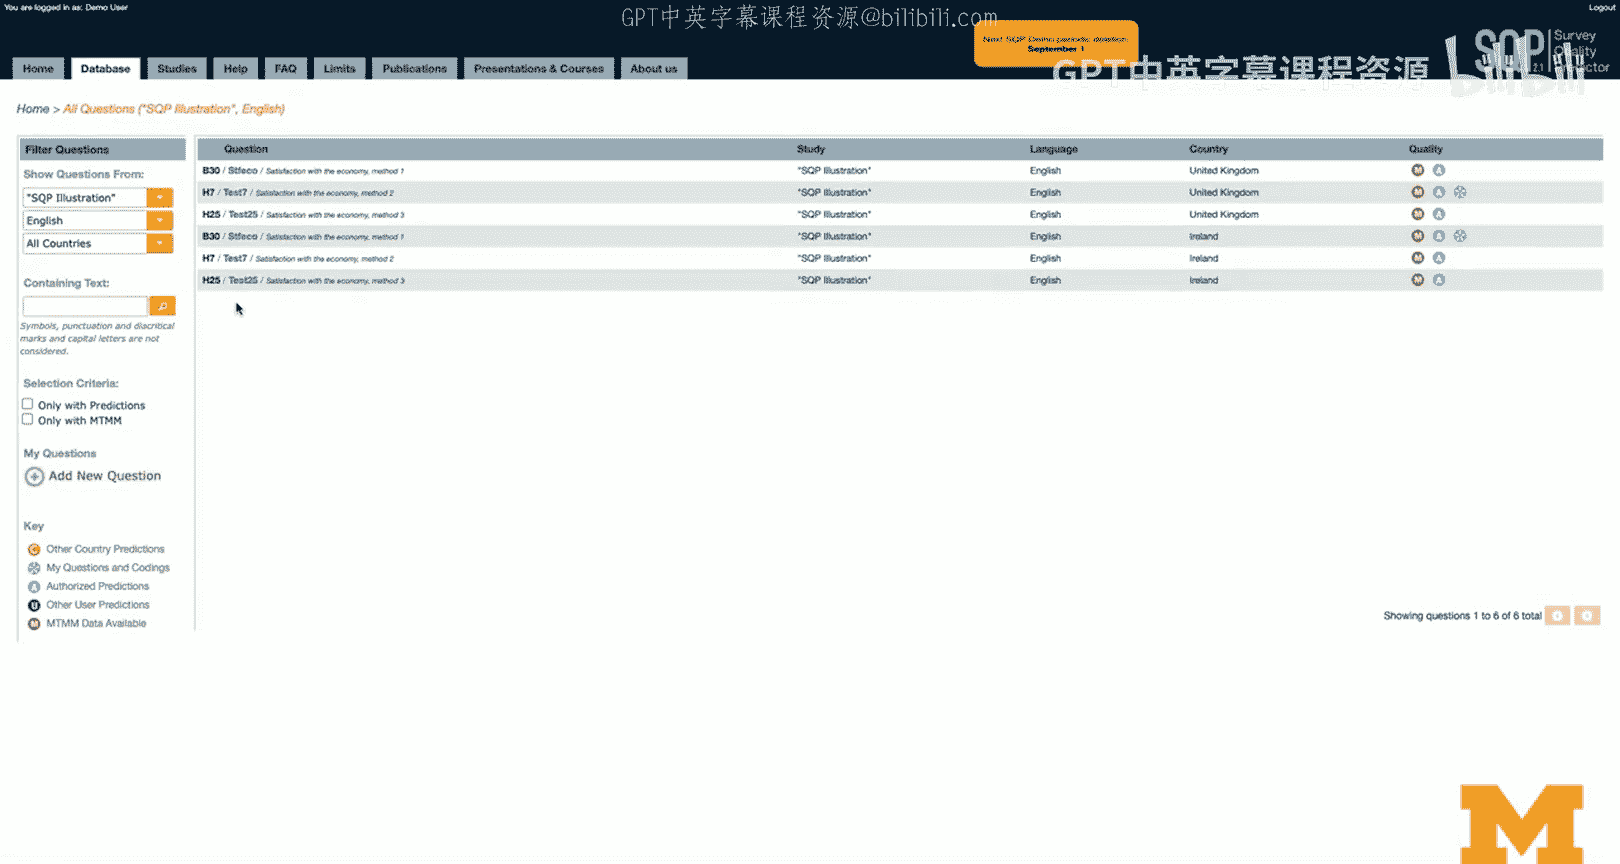 You are logged in as: Demo User
Logout
GPT中英字幕课程资源@bilibili.com
Next SQP Demo periodic deletion:
September 1
GPT中英字幕课程资源
bilibili
SQP
2.1
Survey
Quality
Home
Database
Studies
Help
FAQ
Limits
Publications
Presentations & Courses
About us
Home > All Questions ("SQP Illustration", English)
Filter Questions
Show Questions From:
"SQP Illustration"
English
All Countries
Containing Text:
Symbols, punctuation and diacritical
marks and capital letters are not
considered.
Selection Criteria:
Only with Predictions
Only with MTMM
My Questions
Add New Question
Key
Other Country Predictions
My Questions and Codings
A Authorized Predictions
U Other User Predictions
M MTMM Data Available
Question Study Language Country Quality
B30 / Stfeco / Satisfaction with the economy, method 1 "SQP Illustration" English United Kingdom M A
H7 / Test7 / Satisfaction with the economy, method 2 "SQP Illustration" English United Kingdom M A
H25 / Test25 / Satisfaction with the economy, method 3 "SQP Illustration" English United Kingdom M A
B30 / Stfeco / Satisfaction with the economy, method 1 "SQP Illustration" English Ireland M A
H7 / Test7 / Satisfaction with the economy, method 2 "SQP Illustration" English Ireland M A
H25 / Test25 / Satisfaction with the economy, method 3 "SQP Illustration" English Ireland M A
Showing questions 1 to 6 of 6 total
M